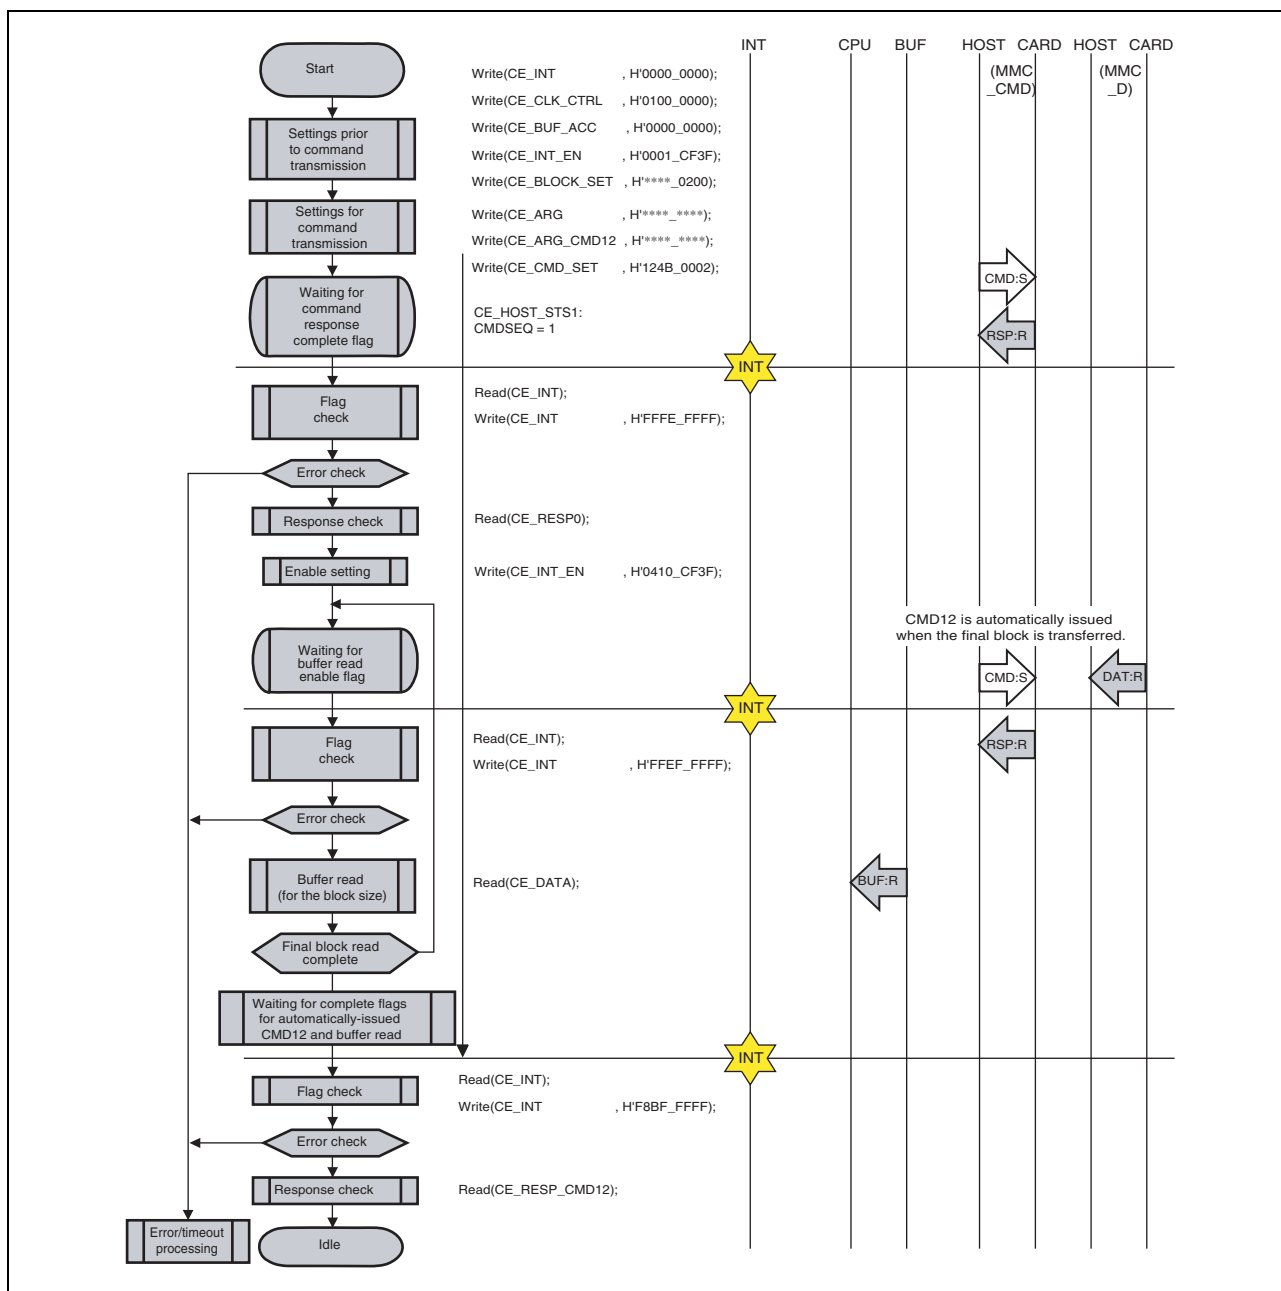 INT CPU BUF HOST CARD HOST CARD
(MMC _CMD) (MMC _D)
Start
Write(CE_INT , H'0000_0000);
Write(CE_CLK_CTRL , H'0100_0000);
Write(CE_BUF_ACC , H'0000_0000);
Settings prior
to command
transmission
Write(CE_INT_EN , H'0001_CF3F);
Write(CE_BLOCK_SET , H'****_0200);
Settings for
command
transmission
Write(CE_ARG , H'****_****);
Write(CE_ARG_CMD12 , H'****_****);
Write(CE_CMD_SET , H'124B_0002);
CMD:S
Waiting for
command
response
complete flag
CE_HOST_STS1:
CMDSEQ = 1
RSP:R
INT
Flag
check
Read(CE_INT);
Write(CE_INT , H'FFFE_FFFF);
Error check
Response check
Read(CE_RESP0);
Enable setting
Write(CE_INT_EN , H'0410_CF3F);
CMD12 is automatically issued
when the final block is transferred.
Waiting for
buffer read
enable flag
CMD:S
DAT:R
INT
Flag
check
Read(CE_INT);
Write(CE_INT , H'FFEF_FFFF);
RSP:R
Error check
Buffer read
(for the block size)
Read(CE_DATA);
BUF:R
Final block read
complete
Waiting for complete flags
for automatically-issued
CMD12 and buffer read
INT
Flag check
Read(CE_INT);
Write(CE_INT , H'F8BF_FFFF);
Error check
Response check
Read(CE_RESP_CMD12);
Error/timeout
processing
Idle